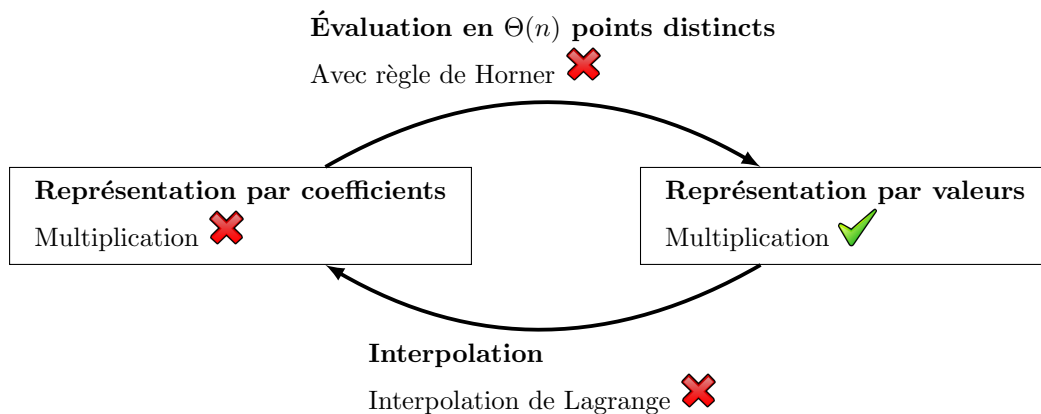 Évaluation en Θ(n) points distincts
Avec règle de Horner
Représentation par coefficients
Multiplication
Représentation par valeurs
Multiplication
Interpolation
Interpolation de Lagrange